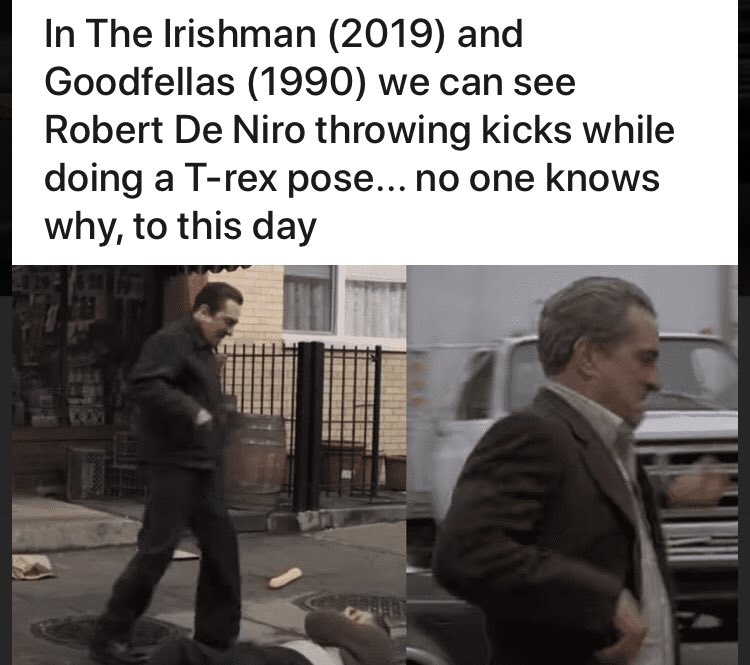 In The Irishman (2019) and
Goodfellas (1990) we can see
Robert De Niro throwing kicks while
doing a T-rex pose... no one knows
why, to this day